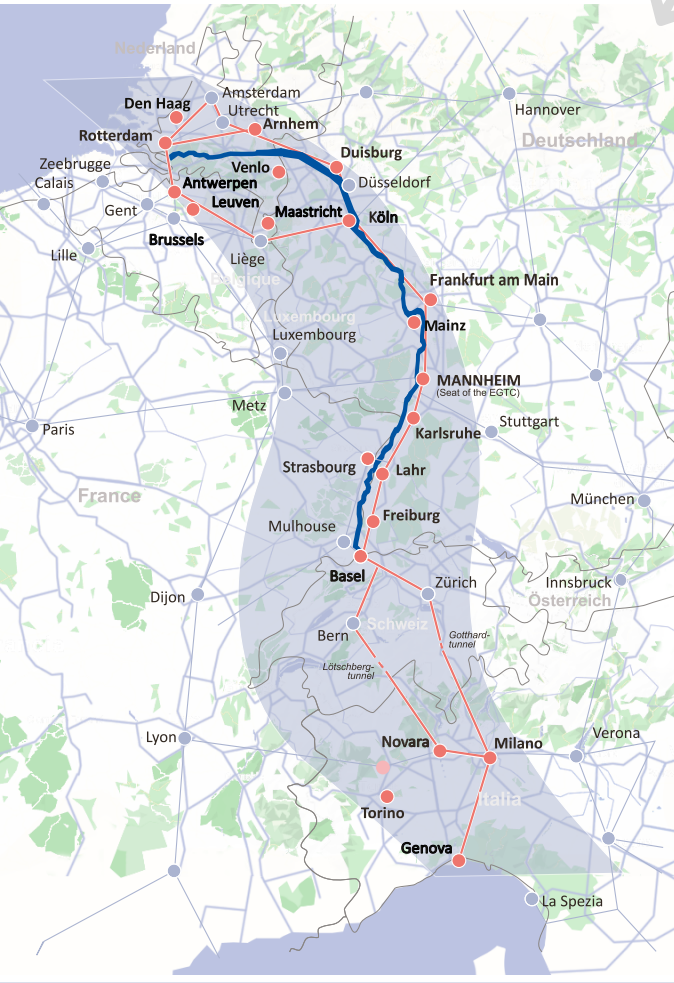 Nederland
Amsterdam
Den Haag
Utrecht
Hannover
Arnhem
Rotterdam
Deutschland
Duisburg
Zeebrugge
Venlo
Calais
Antwerpen
Düsseldorf
Leuven
Gent
Maastricht
Köln
Brussels
Lille
Liège
Belgique
Frankfurt am Main
Luxembourg
Mainz
Luxembourg
MANNHEIM
(Seat of the EGTC)
Metz
Stuttgart
Paris
Karlsruhe
Strasbourg
Lahr
France
München
Freiburg
Mulhouse
Basel
Zürich
Innsbruck
Dijon
Österreich
Schweiz
Bern
Gotthard-
tunnel
Lötschberg-
tunnel
Verona
Lyon
Novara
Milano
Italia
Torino
Genova
La Spezia